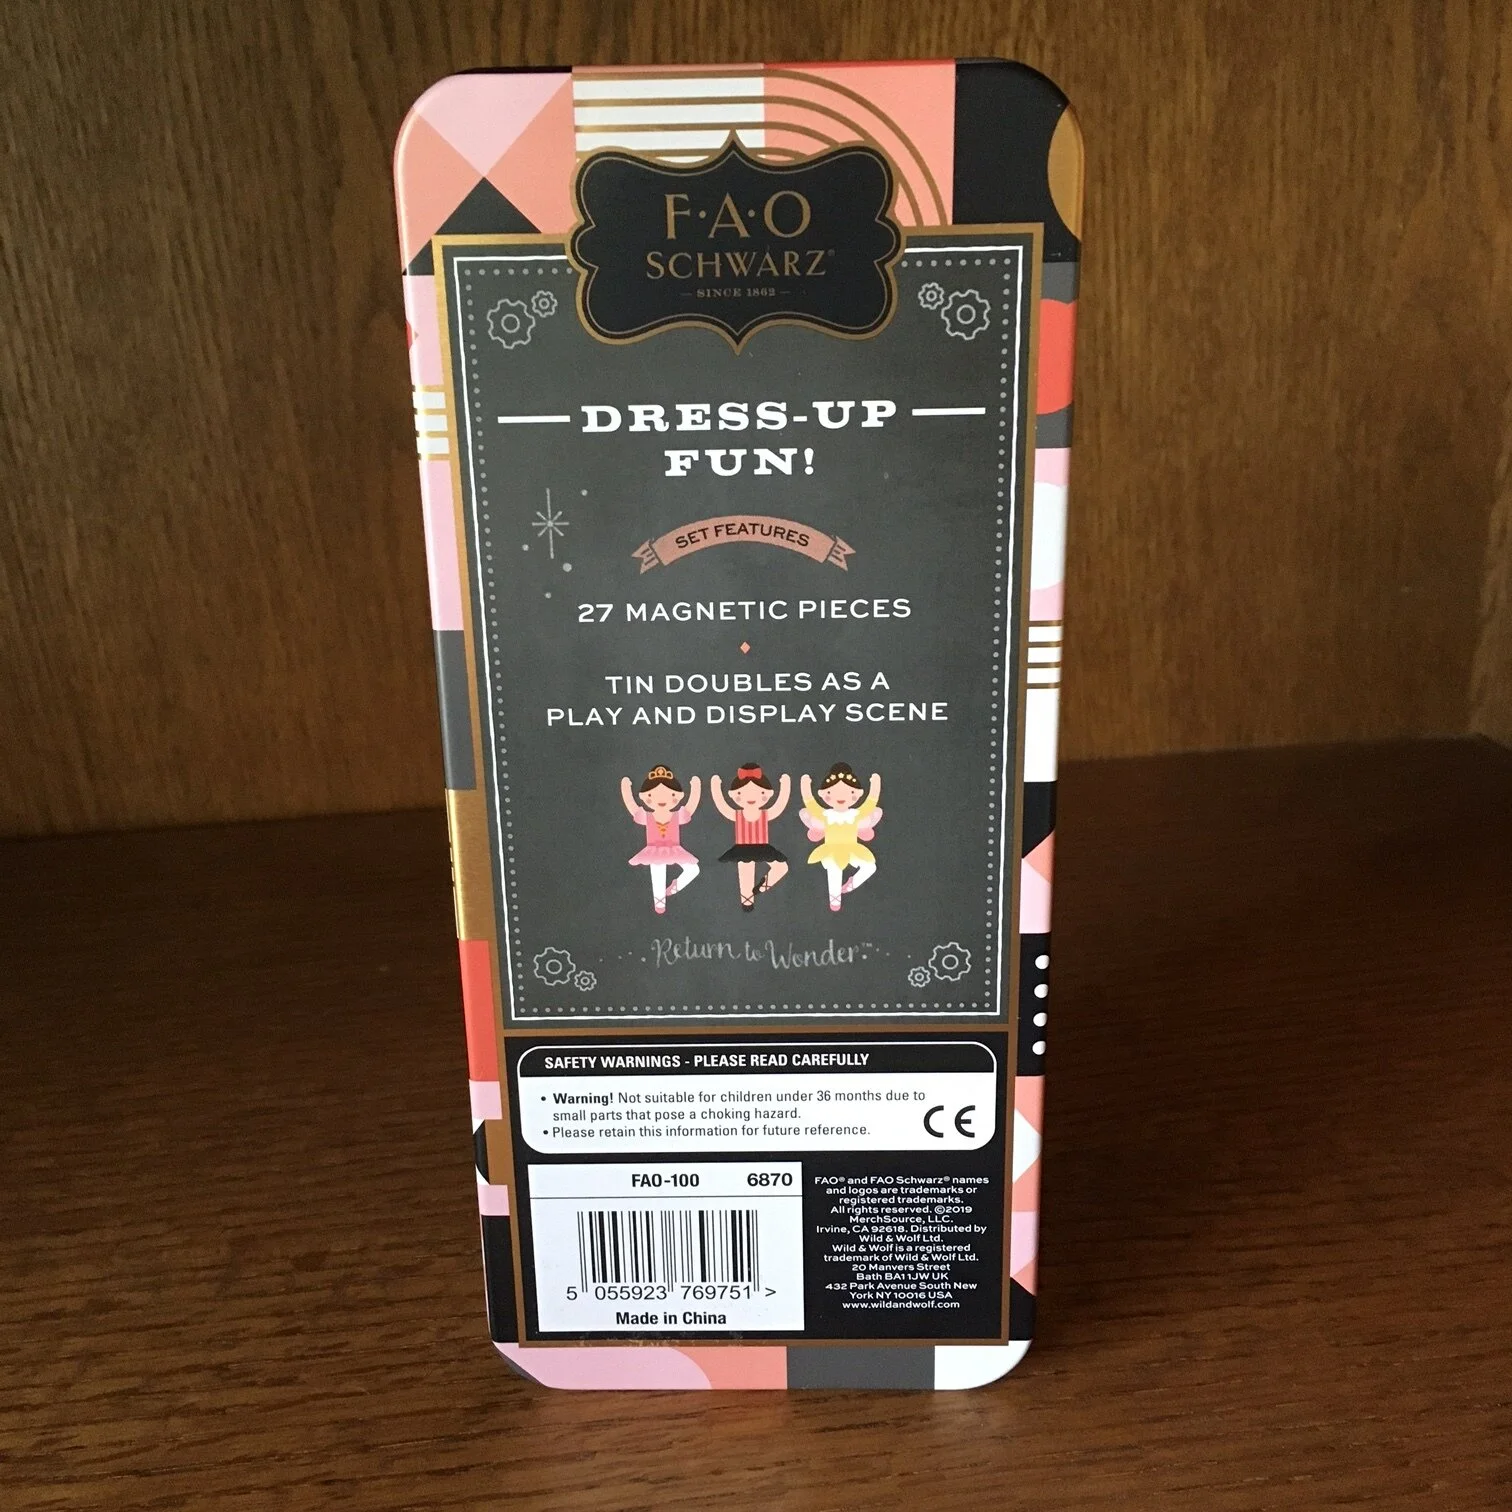 F·A·O
SCHWARZ®
— SINCE 1862 —
DRESS-UP
FUN!
SET FEATURES
27 MAGNETIC PIECES
TIN DOUBLES AS A
PLAY AND DISPLAY SCENE
Return to Wonder.™
SAFETY WARNINGS - PLEASE READ CAREFULLY
• Warning! Not suitable for children under 36 months due to
small parts that pose a choking hazard.
• Please retain this information for future reference.
CE
FAO-100 6870
5 055923 769751 >
Made in China
FAO® and FAO Schwarz® names
and logos are trademarks or
registered trademarks.
All rights reserved. ©2019
MerchSource, LLC.
Irvine, CA 92618. Distributed by
Wild & Wolf Ltd.
Wild & Wolf is a registered
trademark of Wild & Wolf Ltd.
20 Manvers Street
Bath BA1 1JW UK
432 Park Avenue South New
York NY 10016 USA
www.wildandwolf.com